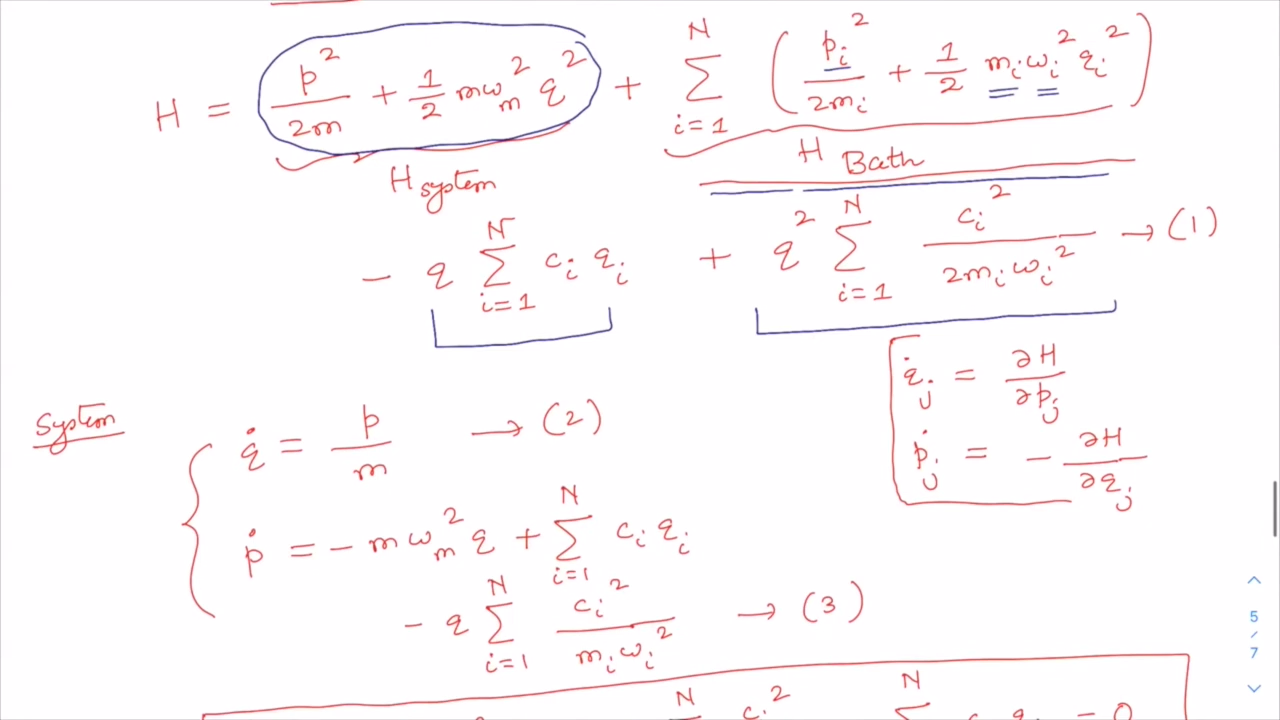 H = p²/2m + 1/2 mω_m² q² + Σ_{i=1}^{N} ( p_i²/2m_i + 1/2 m_i ω_i² q_i² )
H system
H Bath
- q Σ_{i=1}^{N} c_i q_i + q² Σ_{i=1}^{N} c_i²/2m_i ω_i² → (1)
q̇_j = ∂H/∂p_j
ṗ_j = - ∂H/∂q_j
System
q̇ = p/m → (2)
ṗ = - mω_m² q + Σ_{i=1}^{N} c_i q_i
- q Σ_{i=1}^{N} c_i²/m_i ω_i² → (3)
N c_i² N
5
/
7